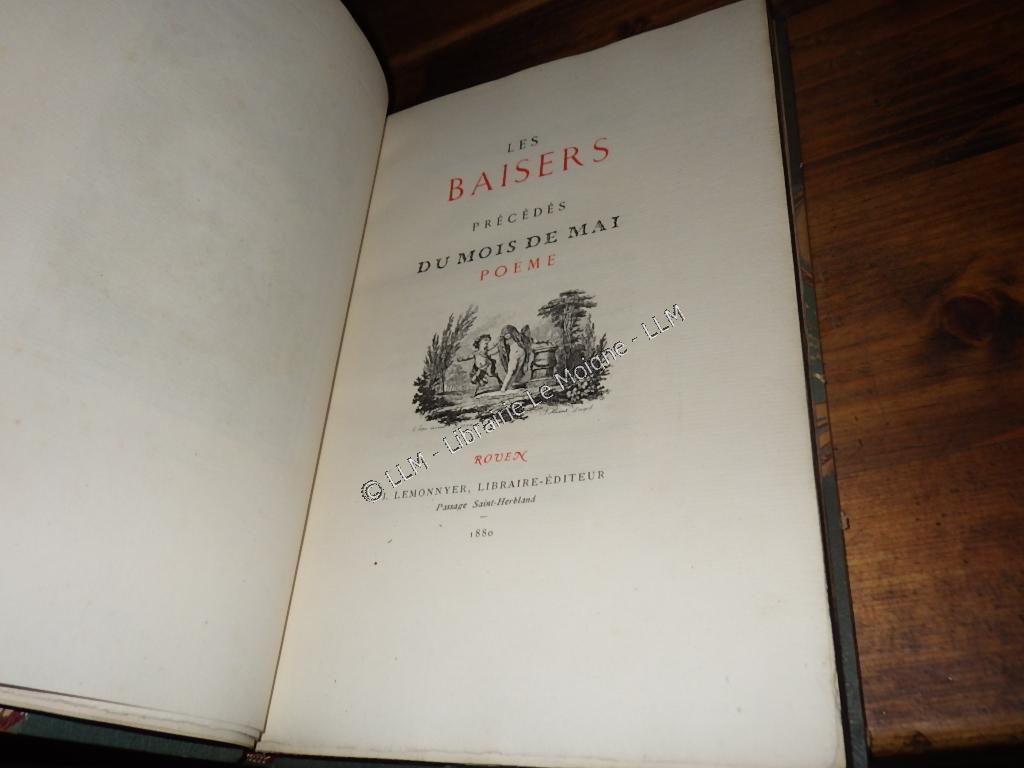 LES
BAISERS
PRÉCÉDÉS
DU MOIS DE MAI
POEME
ROUEN
J. LEMONNYER, LIBRAIRE-ÉDITEUR
Passage Saint-Herbland
1880
© LLM - Librairie Le Moigne - LLM